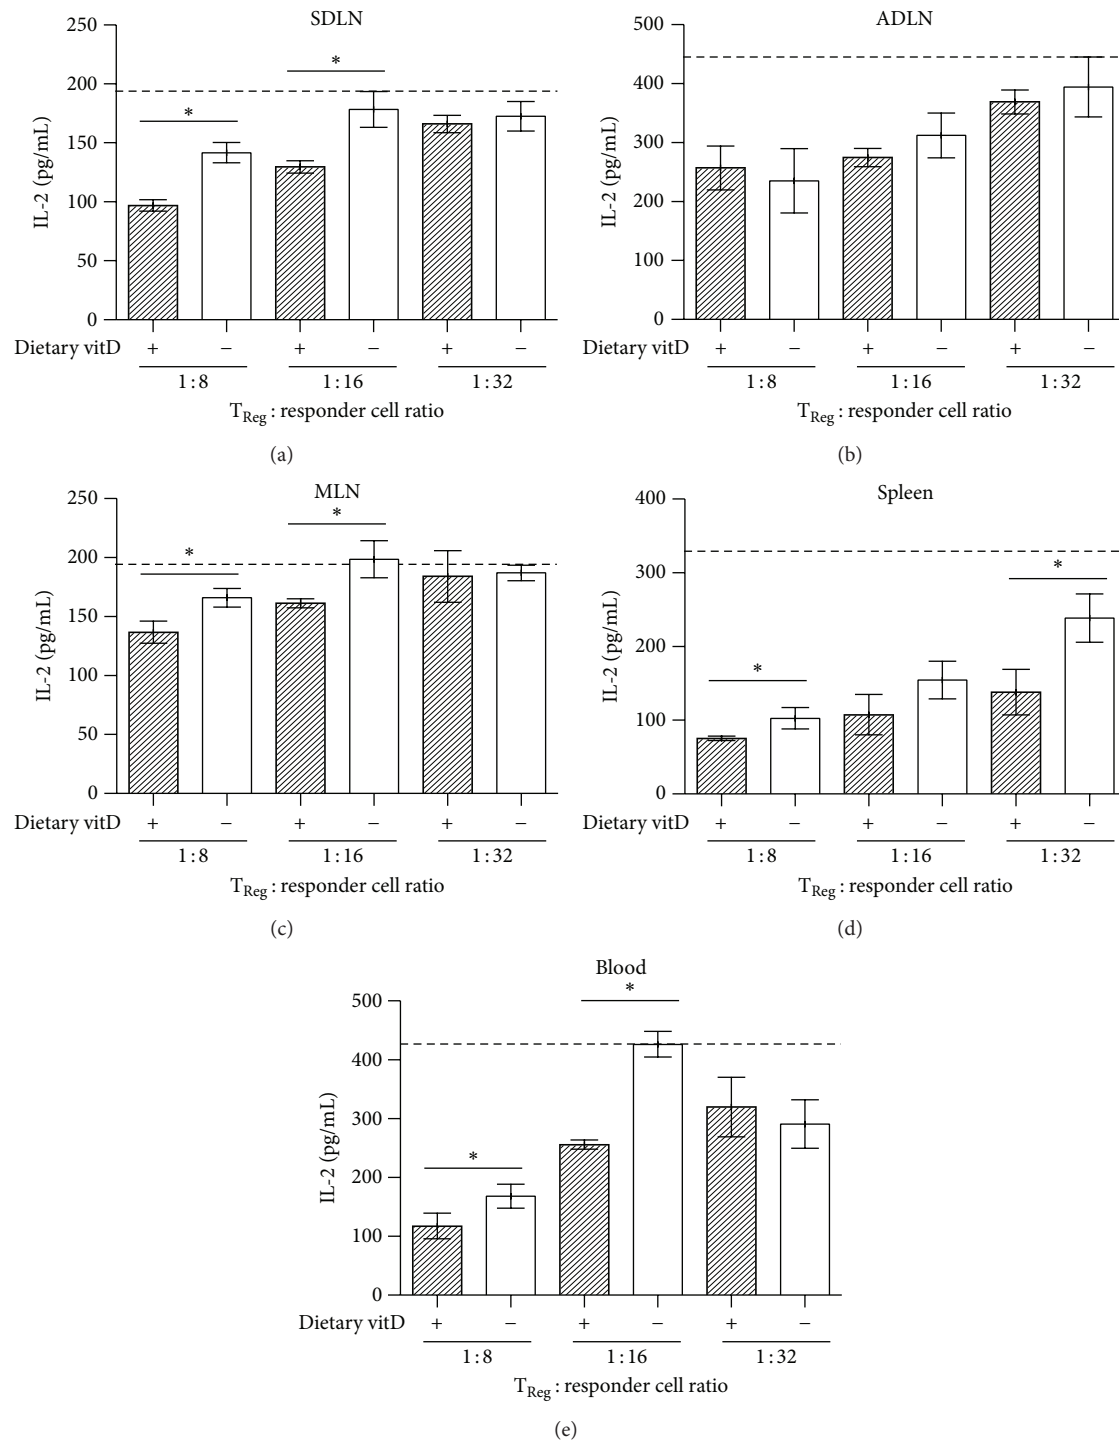 SDLN
IL-2 (pg/mL)
250
200
150
100
50
0
* *
Dietary vitD + − + − + −
1 : 8 1 : 16 1 : 32
T_Reg : responder cell ratio
(a)
ADLN
IL-2 (pg/mL)
500
400
300
200
100
0
Dietary vitD + − + − + −
1 : 8 1 : 16 1 : 32
T_Reg : responder cell ratio
(b)
MLN
IL-2 (pg/mL)
250
200
150
100
50
0
* *
Dietary vitD + − + − + −
1 : 8 1 : 16 1 : 32
T_Reg : responder cell ratio
(c)
Spleen
IL-2 (pg/mL)
400
300
200
100
0
* *
Dietary vitD + − + − + −
1 : 8 1 : 16 1 : 32
T_Reg : responder cell ratio
(d)
Blood
IL-2 (pg/mL)
500
400
300
200
100
0
* *
Dietary vitD + − + − + −
1 : 8 1 : 16 1 : 32
T_Reg : responder cell ratio
(e)